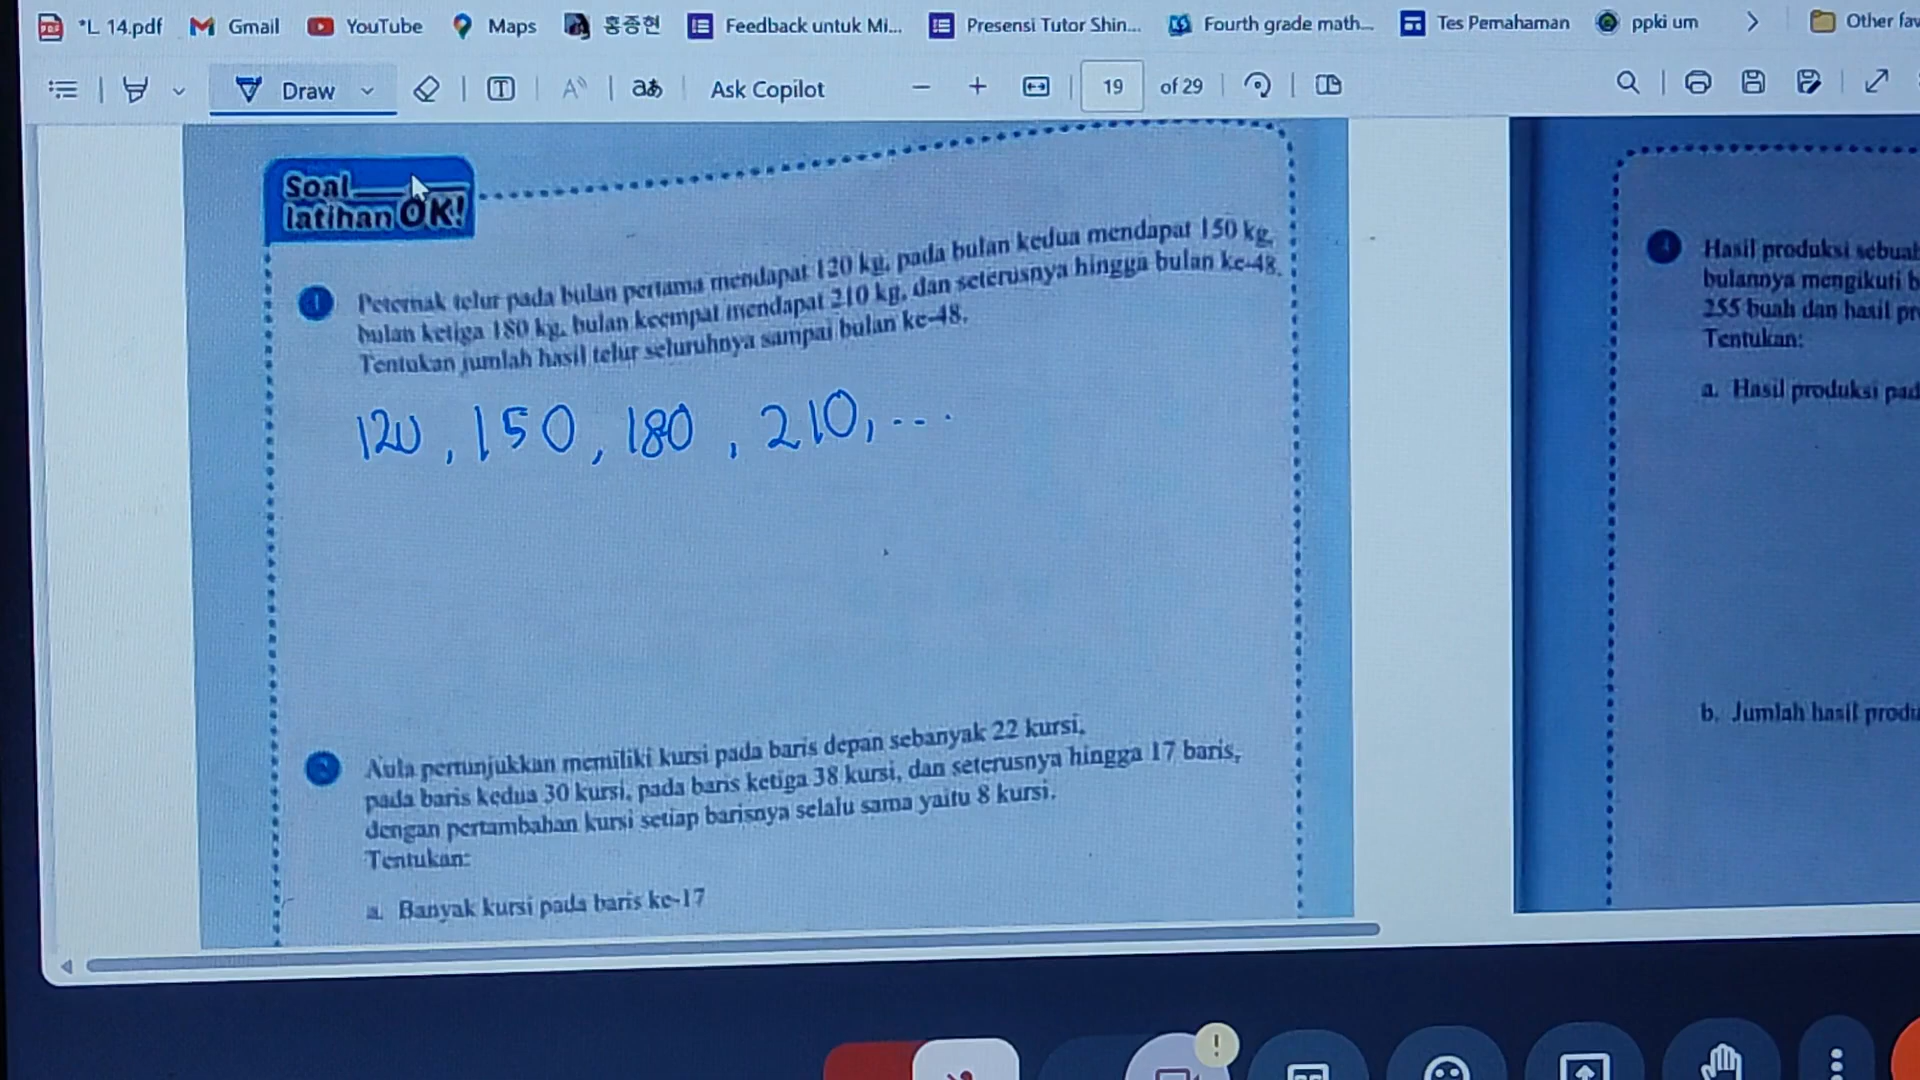 *L 14.pdf Gmail YouTube Maps 홍증현 Feedback untuk Mi... Presensi Tutor Shin... Fourth grade math... Tes Pemahaman ppki um Other fav
Draw T aあ Ask Copilot 19 of 29
Soal
latihan OK!
1 Peternak telur pada bulan pertama mendapat 120 kg, pada bulan kedua mendapat 150 kg,
bulan ketiga 180 kg, bulan keempat mendapat 210 kg, dan seterusnya hingga bulan ke-48.
Tentukan jumlah hasil telur seluruhnya sampai bulan ke-48.
120, 150, 180, 210, ...
2 Aula pertunjukkan memiliki kursi pada baris depan sebanyak 22 kursi,
pada baris kedua 30 kursi, pada baris ketiga 38 kursi, dan seterusnya hingga 17 baris,
dengan pertambahan kursi setiap barisnya selalu sama yaitu 8 kursi.
Tentukan:
a. Banyak kursi pada baris ke-17
Hasil produksi sebuah
bulannya mengikuti b
255 buah dan hasil pr
Tentukan:
a. Hasil produksi pad
b. Jumlah hasil produ